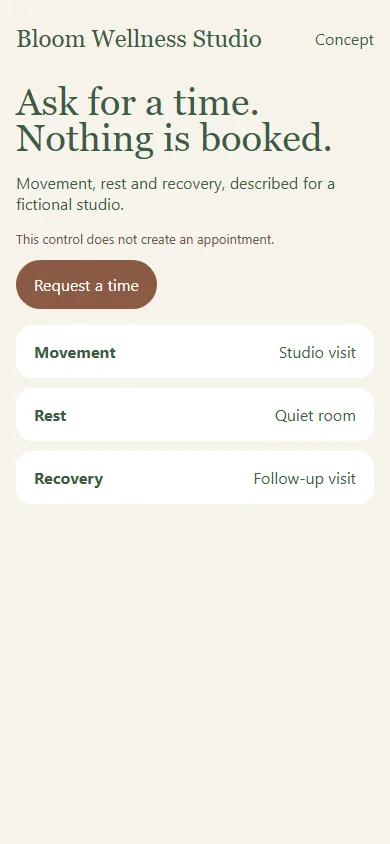 Bloom Wellness Studio Concept
Ask for a time.
Nothing is booked.
Movement, rest and recovery, described for a
fictional studio.
This control does not create an appointment.
Request a time
Movement Studio visit
Rest Quiet room
Recovery Follow-up visit